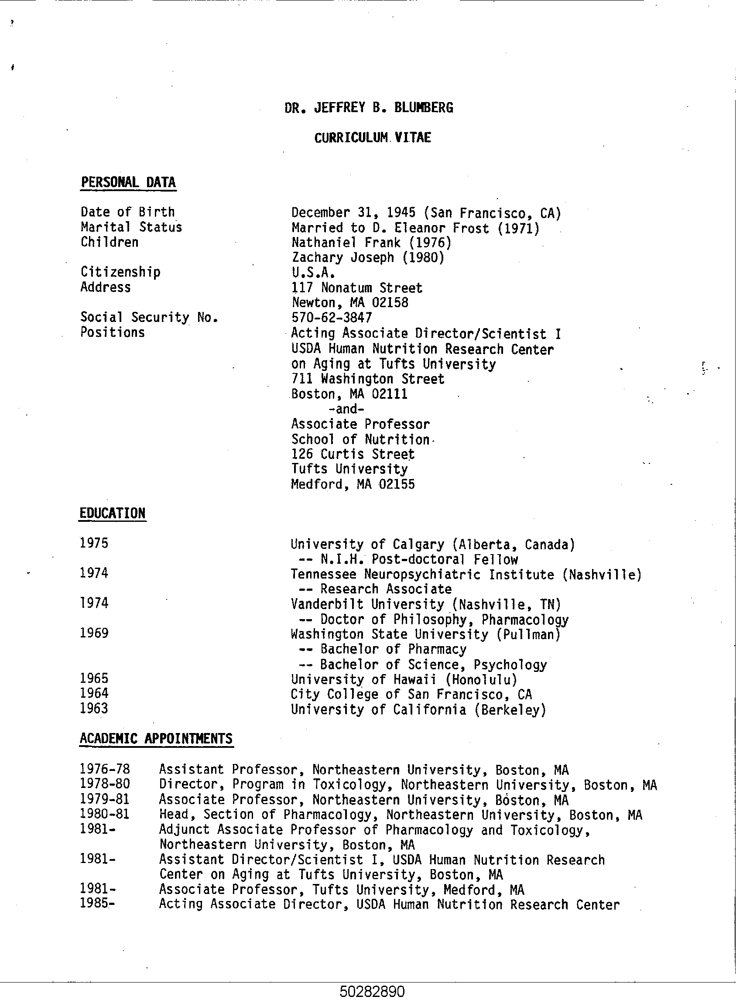 DR. JEFFREY B. BLUMBERG
CURRICULUM VITAE
PERSONAL DATA
Date of Birth December 31, 1945 (San Francisco, CA)
Marital Status Married to D. Eleanor Frost (1971)
Children Nathaniel Frank (1976)
Zachary Joseph (1980)
Citizenship U.S.A.
Address 117 Nonatum Street
Newton, MA 02158
Social Security No. 570-62-3847
Positions Acting Associate Director/Scientist I
USDA Human Nutrition Research Center
on Aging at Tufts University
711 Washington Street
Boston, MA 02111
-and-
Associate Professor
School of Nutrition
126 Curtis Street
Tufts University
Medford, MA 02155
EDUCATION
1975 University of Calgary (Alberta, Canada)
-- N.I.H. Post-doctoral Fellow
1974 Tennessee Neuropsychiatric Institute (Nashville)
-- Research Associate
1974 Vanderbilt University (Nashville, TN)
-- Doctor of Philosophy, Pharmacology
1969 Washington State University (Pullman)
-- Bachelor of Pharmacy
-- Bachelor of Science, Psychology
1965 University of Hawaii (Honolulu)
1964 City College of San Francisco, CA
1963 University of California (Berkeley)
ACADEMIC APPOINTMENTS
1976-78 Assistant Professor, Northeastern University, Boston, MA
1978-80 Director, Program in Toxicology, Northeastern University, Boston, MA
1979-81 Associate Professor, Northeastern University, Boston, MA
1980-81 Head, Section of Pharmacology, Northeastern University, Boston, MA
1981- Adjunct Associate Professor of Pharmacology and Toxicology,
Northeastern University, Boston, MA
1981- Assistant Director/Scientist I, USDA Human Nutrition Research
Center on Aging at Tufts University, Boston, MA
1981- Associate Professor, Tufts University, Medford, MA
1985- Acting Associate Director, USDA Human Nutrition Research Center
50282890